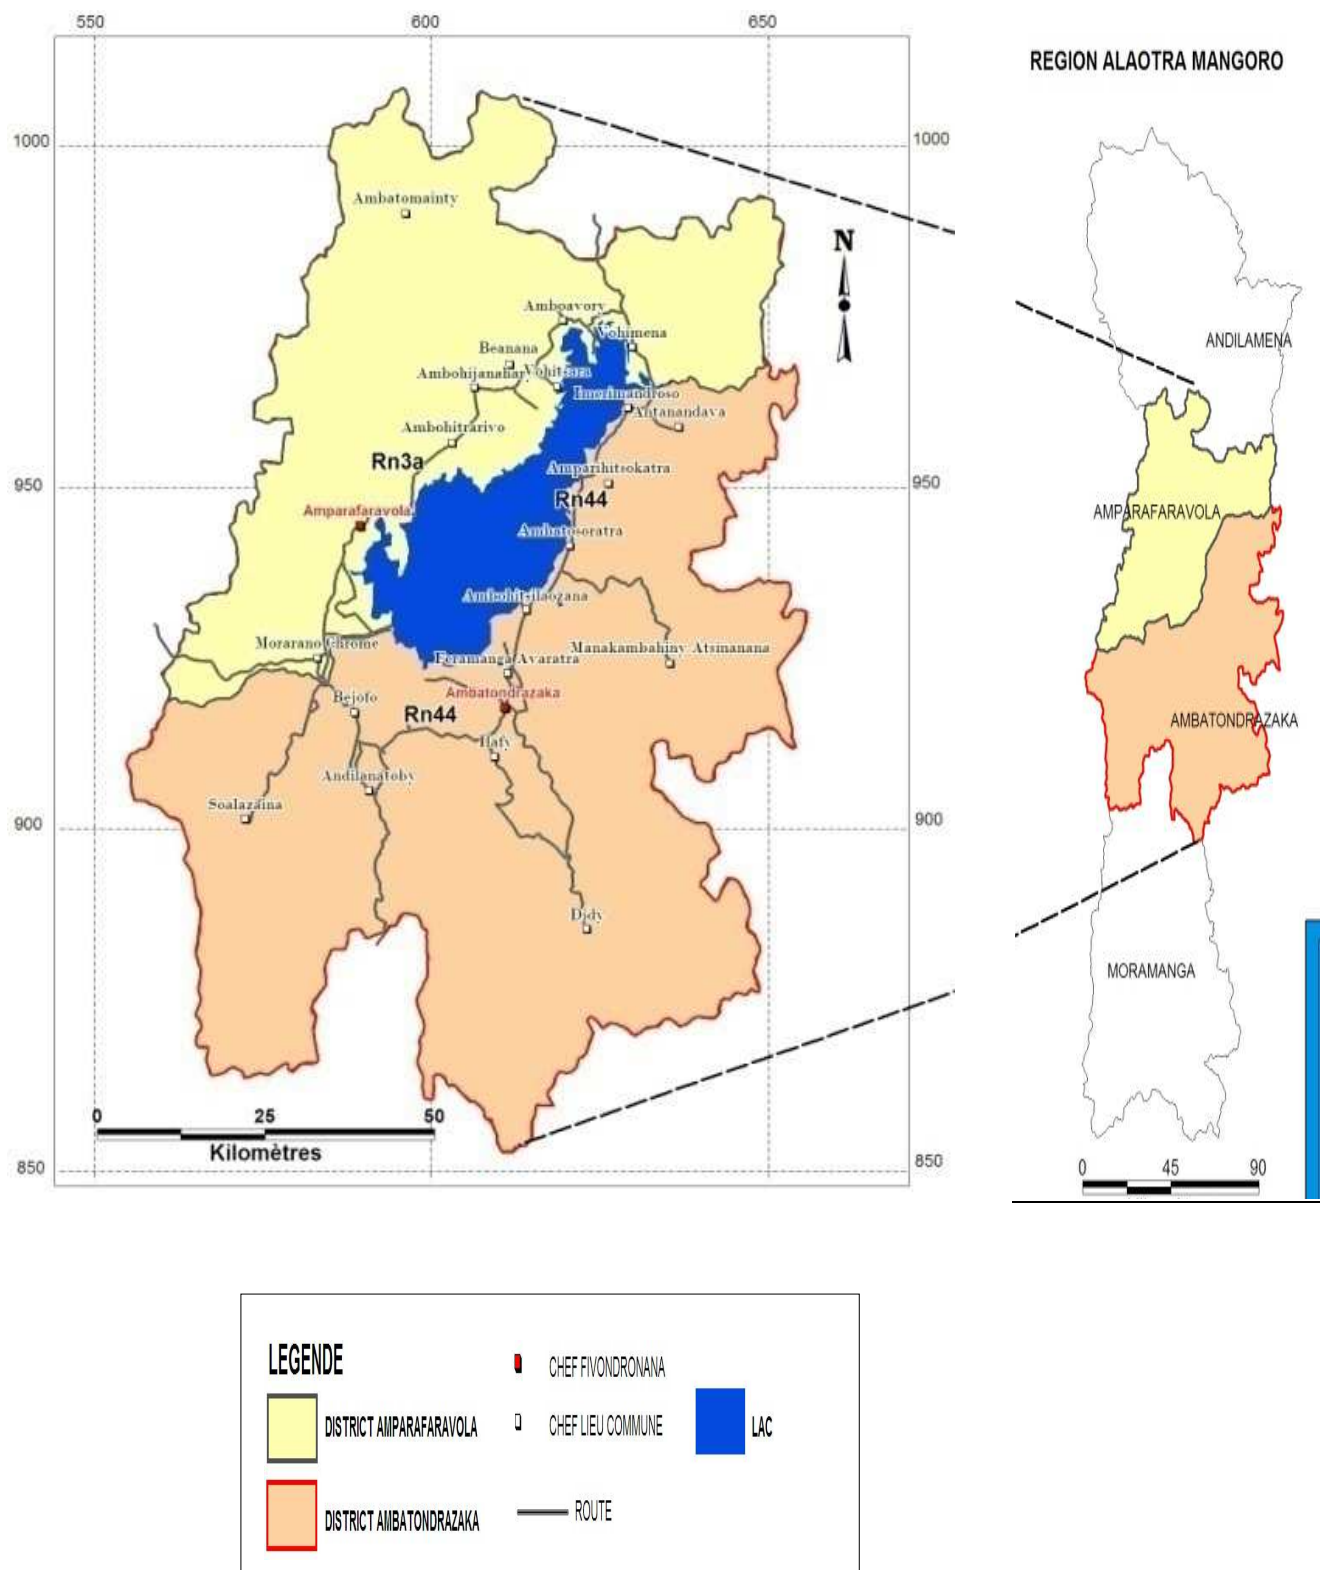 550 600 650
REGION ALAOTRA MANGORO
1000 1000
Ambatomainty
N
Amboavory
Vohimena
Beanana
Ambohijanahary Vohitsara
Imerimandroso
Antanandava
Ambohitrarivo
Rn3a
Amparihitsokatra
950 950
Rn44
Amparafaravola
Ambatosoratra
Ambohitsilaozana
Morarano Chrome
Manakambahiny Atsinanana
Feramanga Avaratra
Bejofo
Ambatondrazaka
Rn44
Ilafy
Andilanatoby
Soalazaina
900 900
Didy
0 25 50
Kilomètres
850 850
ANDILAMENA
AMPARAFARAVOLA
AMBATONDRAZAKA
MORAMANGA
0 45 90
LEGENDE
CHEF FIVONDRONANA
DISTRICT AMPARAFARAVOLA
CHEF LIEU COMMUNE
LAC
DISTRICT AMBATONDRAZAKA
ROUTE